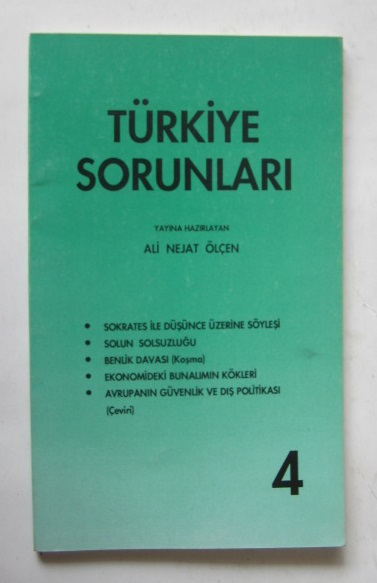 TÜRKİYE
SORUNLARI
YAYINA HAZIRLAYAN
ALİ NEJAT ÖLÇEN
• SOKRATES İLE DÜŞÜNCE ÜZERİNE SÖYLEŞİ
• SOLUN SOLSUZLUĞU
• BENLİK DAVASI (Koşma)
• EKONOMİDEKİ BUNALIMIN KÖKLERİ
• AVRUPANIN GÜVENLİK VE DIŞ POLİTİKASI
(Çeviri)
4